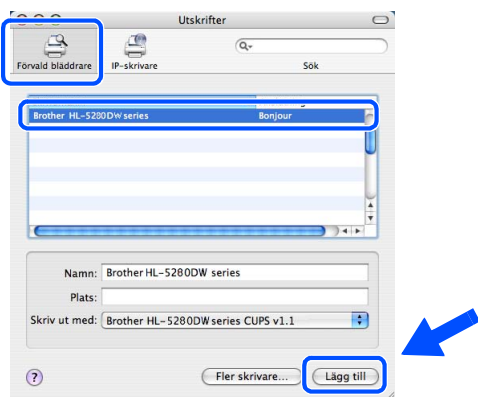 Utskrifter
Q▾
Förvald bläddrare
IP-skrivare
Sök
Brother HL-5280DW series
Bonjour
Namn: Brother HL-5280DW series
Plats:
Skriv ut med: Brother HL-5280DW series CUPS v1.1
?
Fler skrivare...
Lägg till